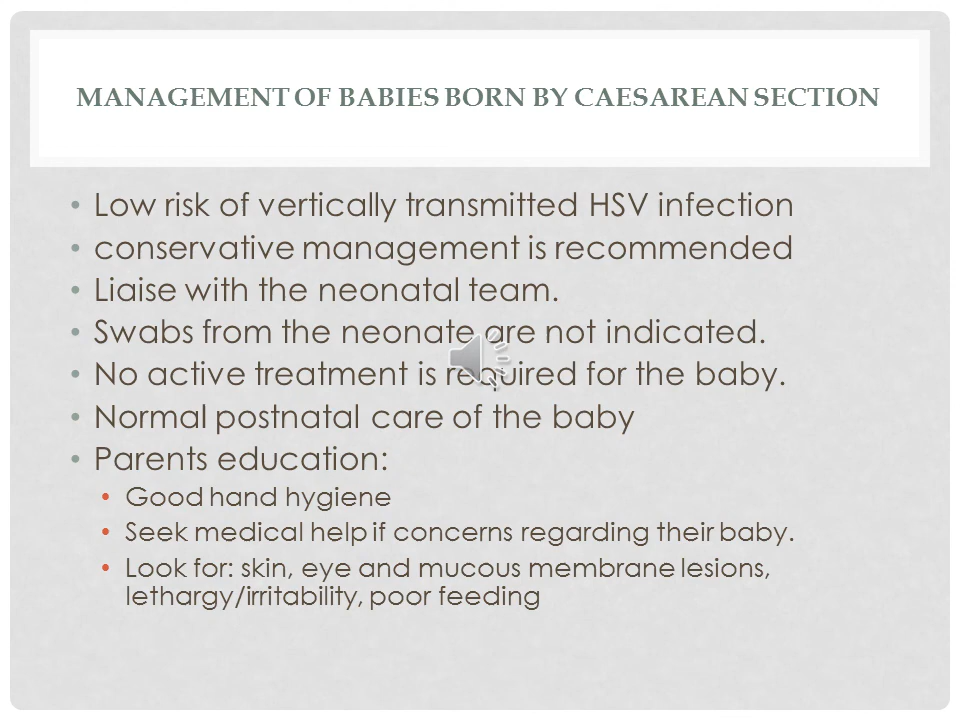 MANAGEMENT OF BABIES BORN BY CAESAREAN SECTION
• Low risk of vertically transmitted HSV infection
• conservative management is recommended
• Liaise with the neonatal team.
• Swabs from the neonate are not indicated.
• No active treatment is required for the baby.
• Normal postnatal care of the baby
• Parents education:
• Good hand hygiene
• Seek medical help if concerns regarding their baby.
• Look for: skin, eye and mucous membrane lesions,
lethargy/irritability, poor feeding